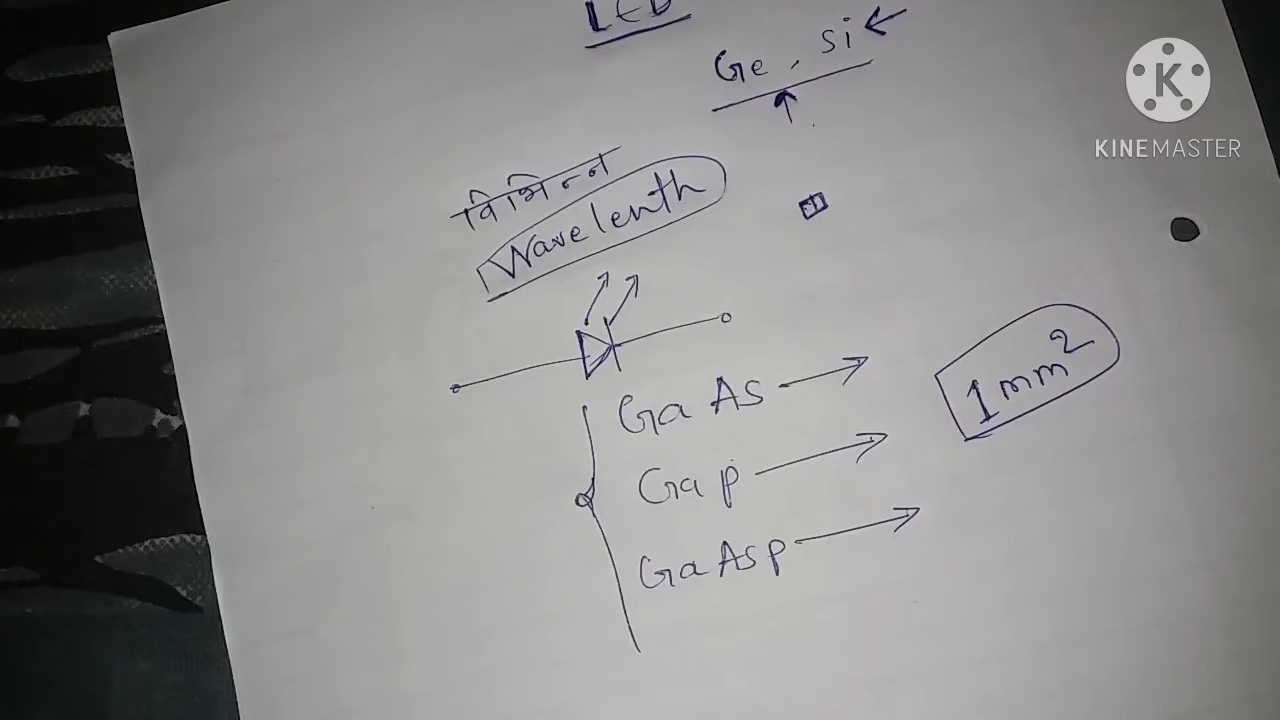 LED
Ge, Si
KINEMASTER
विभिन्न
Wavelenth
1mm²
GaAs
Gap
GaAsp